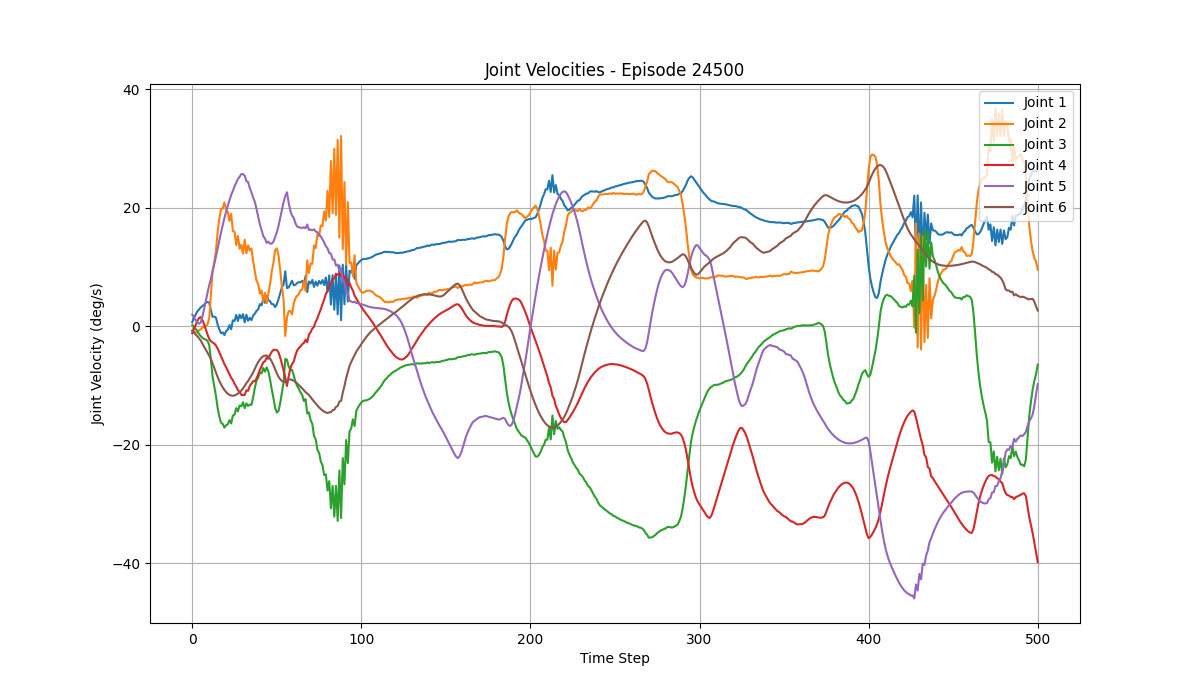 Joint Velocities - Episode 24500
Joint Velocity (deg/s)
40
20
0
−20
−40
Joint 1
Joint 2
Joint 3
Joint 4
Joint 5
Joint 6
0
100
200
300
400
500
Time Step